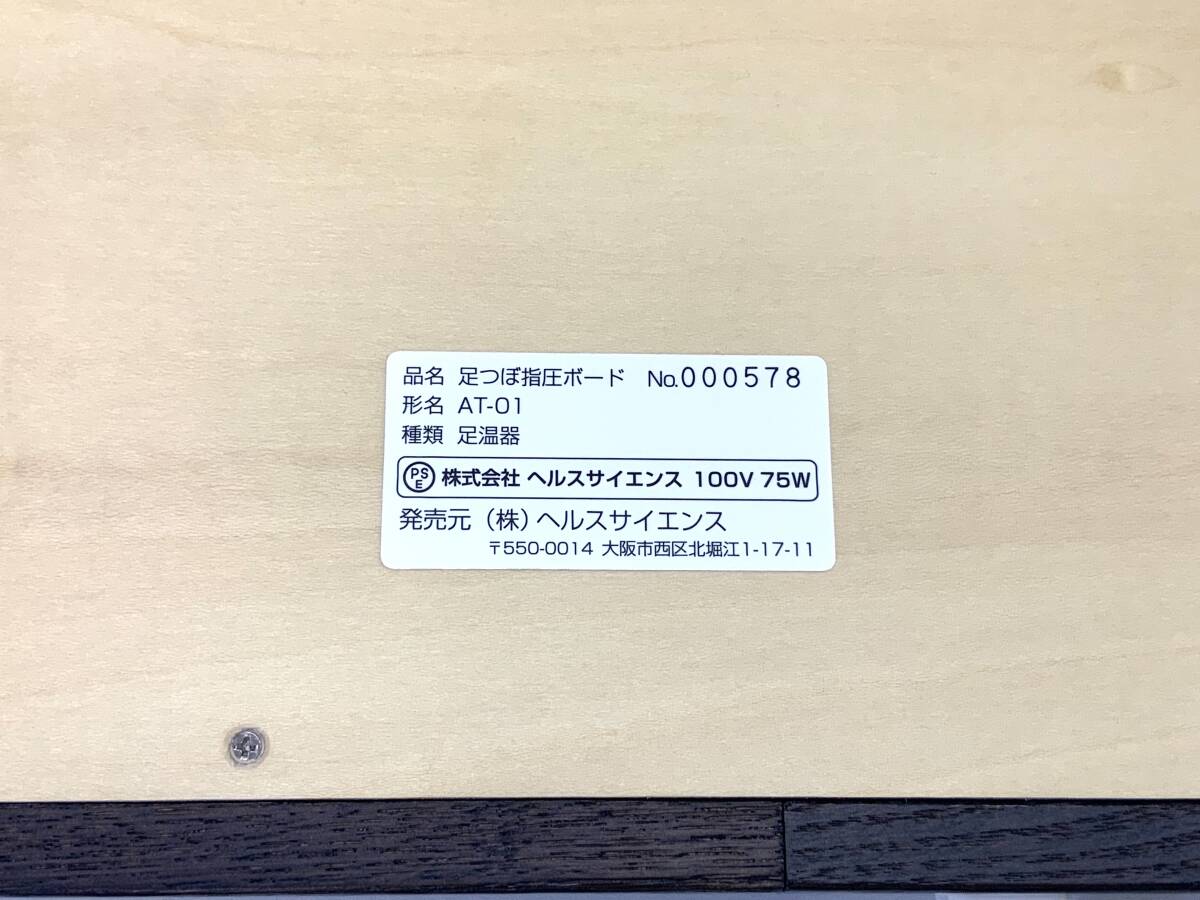 品名 足つぼ指圧ボード No.000578
形名 AT-01
種類 足温器
PSE 株式会社 ヘルスサイエンス 100V 75W
発売元（株）ヘルスサイエンス
〒550-0014 大阪市西区北堀江1-17-11